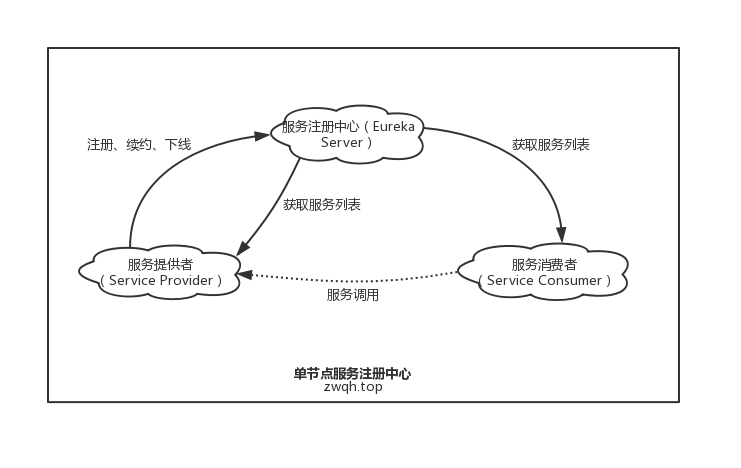 服务注册中心（Eureka
Server）
注册、续约、下线
获取服务列表
获取服务列表
服务提供者
（Service Provider）
服务消费者
（Service Consumer）
服务调用
单节点服务注册中心
zwqh.top